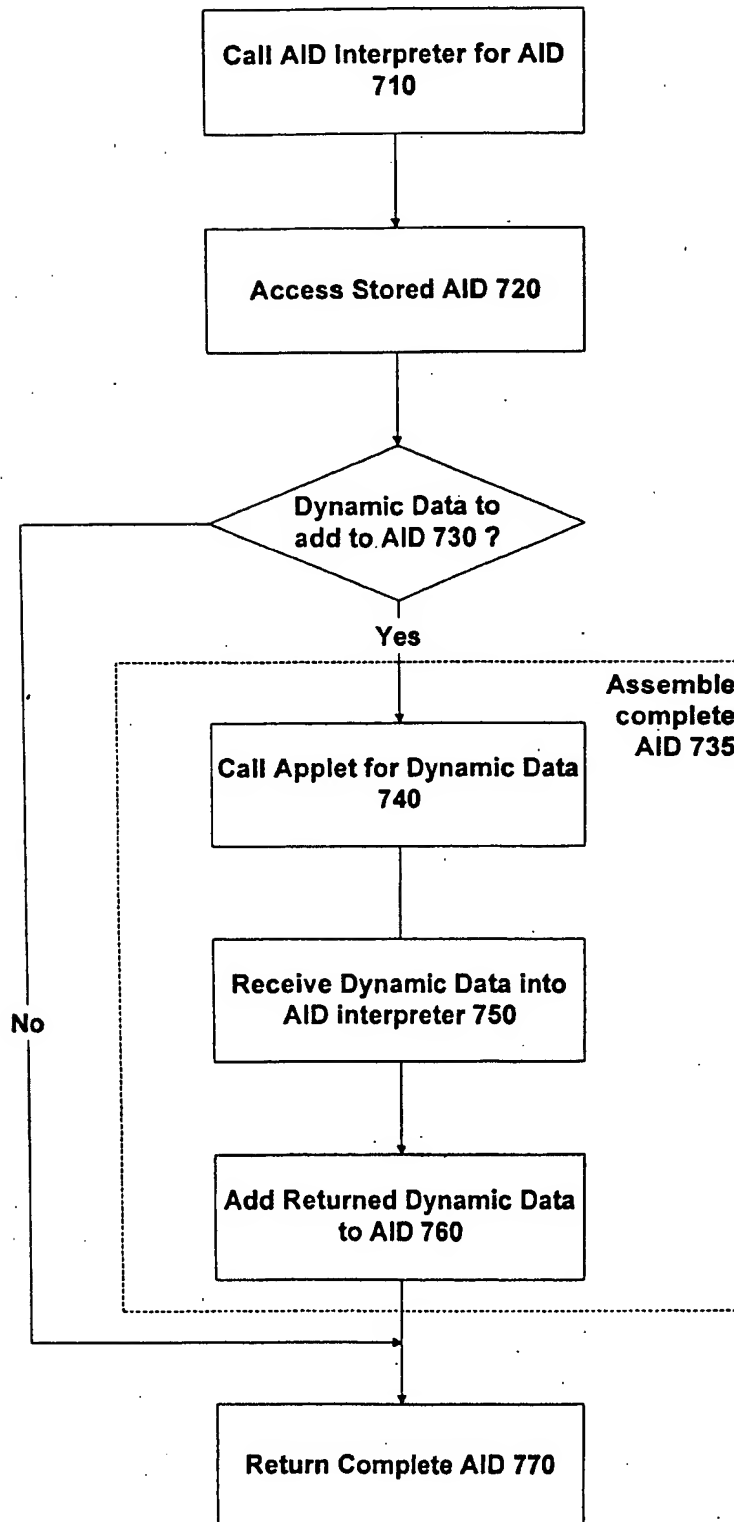 Call AID Interpreter for AID
710
Access Stored AID 720
Dynamic Data to
add to AID 730 ?
Yes
Assemble
complete
AID 735
Call Applet for Dynamic Data
740
Receive Dynamic Data into
AID interpreter 750
No
Add Returned Dynamic Data
to AID 760
Return Complete AID 770